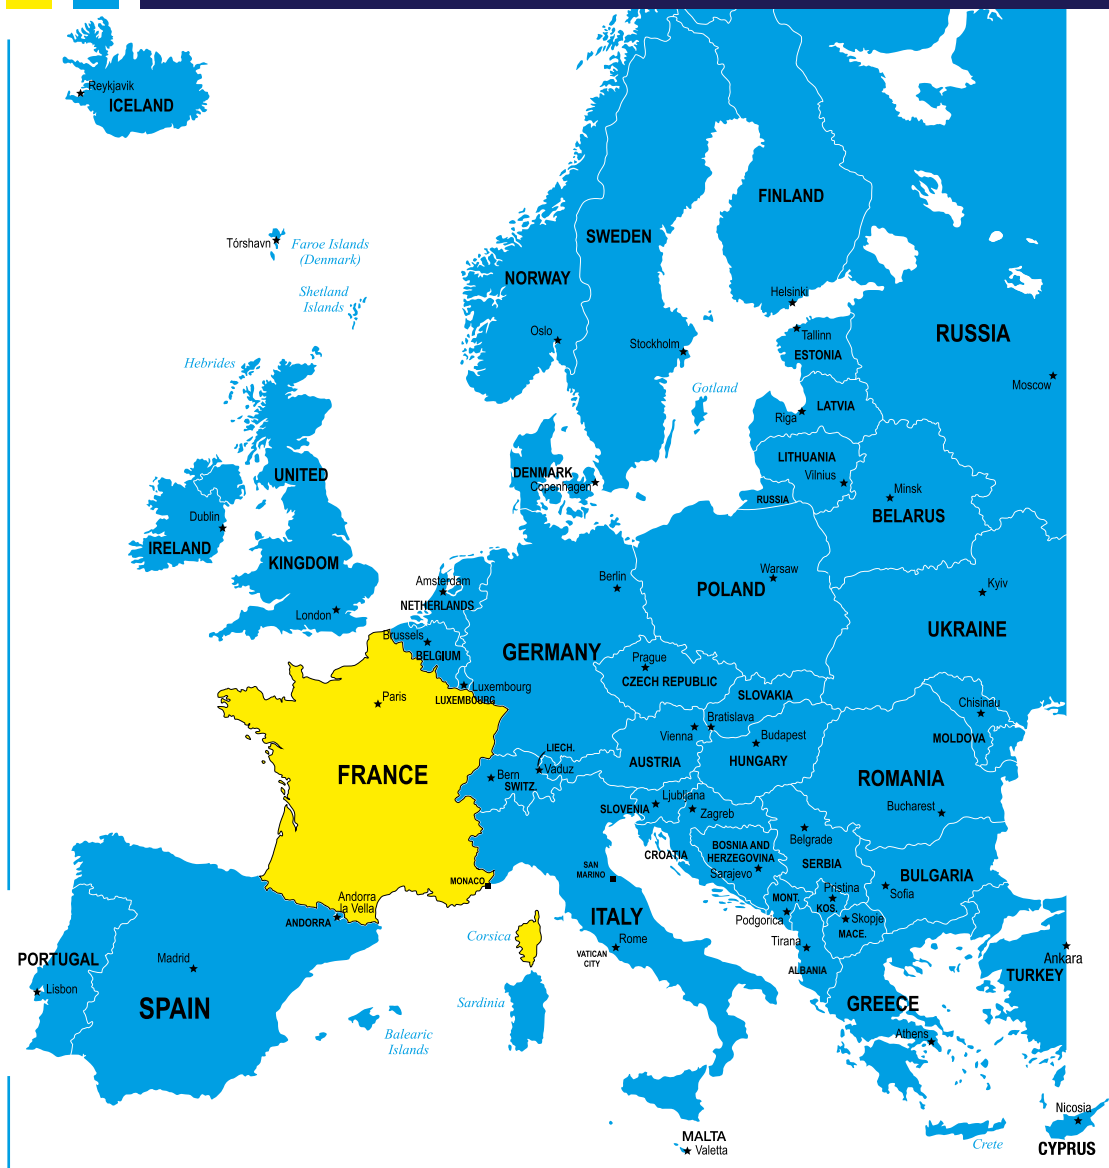 Reykjavik
ICELAND
FINLAND
SWEDEN
Tórshavn
Faroe Islands
(Denmark)
NORWAY
Shetland
Islands
Helsinki
Oslo
Tallinn
RUSSIA
Stockholm
ESTONIA
Hebrides
Gotland
Moscow
LATVIA
Riga
LITHUANIA
UNITED
DENMARK
Vilnius
Copenhagen
Minsk
RUSSIA
Dublin
BELARUS
IRELAND
KINGDOM
Amsterdam
Berlin
Warsaw
Kyiv
POLAND
NETHERLANDS
London
UKRAINE
Brussels
BELGIUM
GERMANY
Prague
CZECH REPUBLIC
Luxembourg
LUXEMBOURG
SLOVAKIA
Paris
Chisinau
Bratislava
Vienna
Budapest
MOLDOVA
LIECH.
AUSTRIA
HUNGARY
FRANCE
Vaduz
Bern
SWITZ.
ROMANIA
Ljubljana
SLOVENIA
Zagreb
Bucharest
Belgrade
BOSNIA AND
HERZEGOVINA
CROATIA
SERBIA
SAN
MARINO
Sarajevo
BULGARIA
MONACO
Pristina
Sofia
Andorra
la Vella
MONT.
KOS.
ANDORRA
ITALY
Podgorica
Skopje
MACE.
Corsica
Rome
Tirana
VATICAN
CITY
PORTUGAL
Madrid
Ankara
ALBANIA
TURKEY
Lisbon
SPAIN
Sardinia
GREECE
Balearic
Islands
Athens
Nicosia
MALTA
Valetta
Crete
CYPRUS